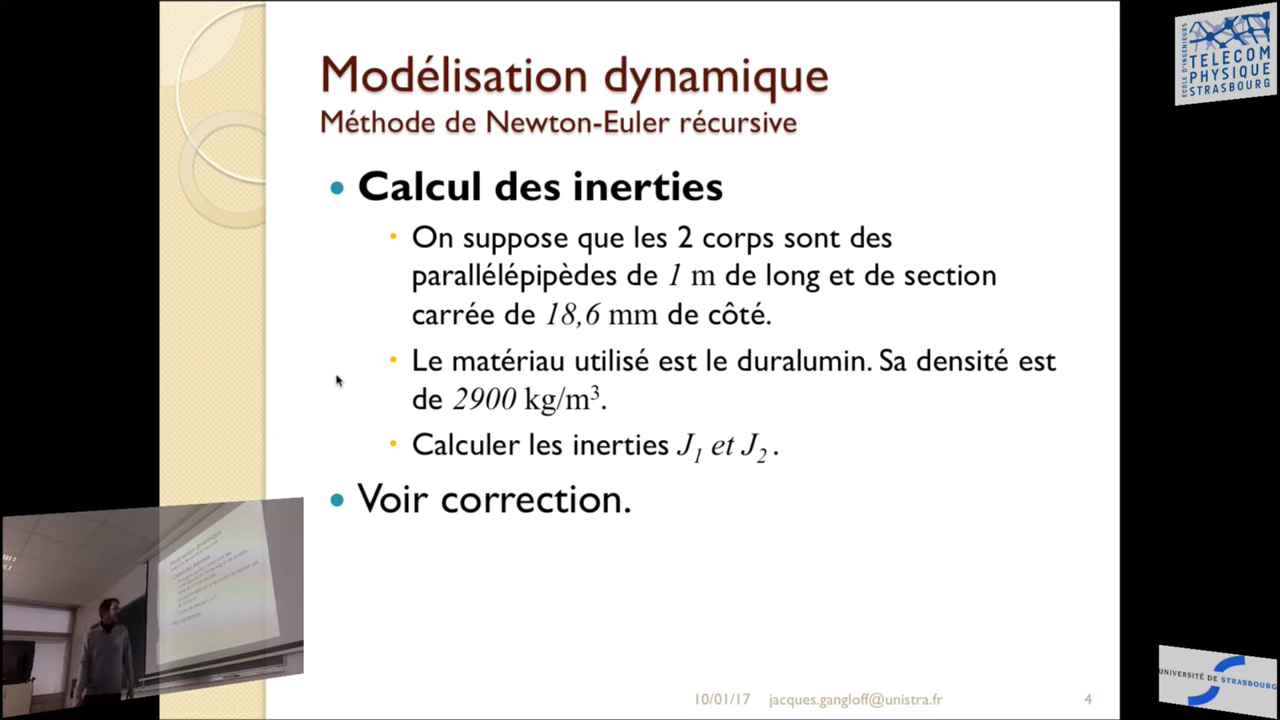 Modélisation dynamique
Méthode de Newton-Euler récursive
• Calcul des inerties
• On suppose que les 2 corps sont des
parallélépipèdes de 1 m de long et de section
carrée de 18,6 mm de côté.
• Le matériau utilisé est le duralumin. Sa densité est
de 2900 kg/m³.
• Calculer les inerties J₁ et J₂.
• Voir correction.
10/01/17 jacques.gangloff@unistra.fr 4
ECOLE D'INGÉNIEURS
TELECOM
PHYSIQUE
STRASBOURG
UNIVERSITÉ DE STRASBOURG